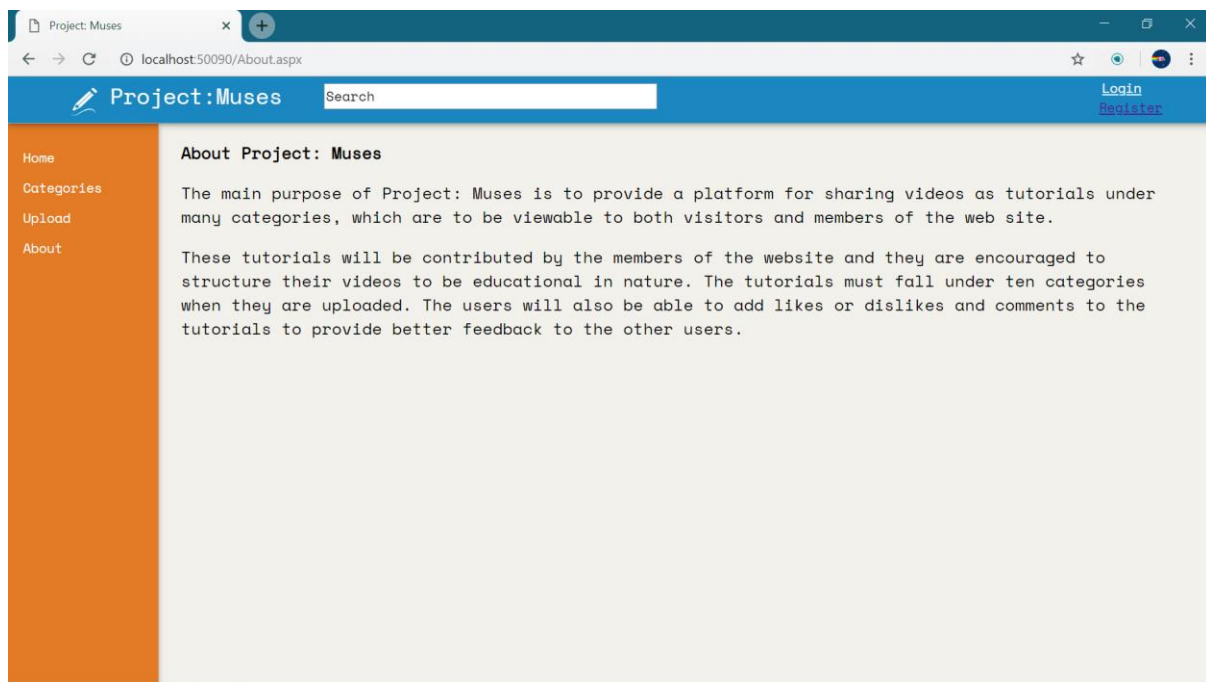 Project: Muses
localhost:50090/About.aspx
Project:Muses
Search
Login
Register
Home
Categories
Upload
About
About Project: Muses
The main purpose of Project: Muses is to provide a platform for sharing videos as tutorials under
many categories, which are to be viewable to both visitors and members of the web site.
These tutorials will be contributed by the members of the website and they are encouraged to
structure their videos to be educational in nature. The tutorials must fall under ten categories
when they are uploaded. The users will also be able to add likes or dislikes and comments to the
tutorials to provide better feedback to the other users.